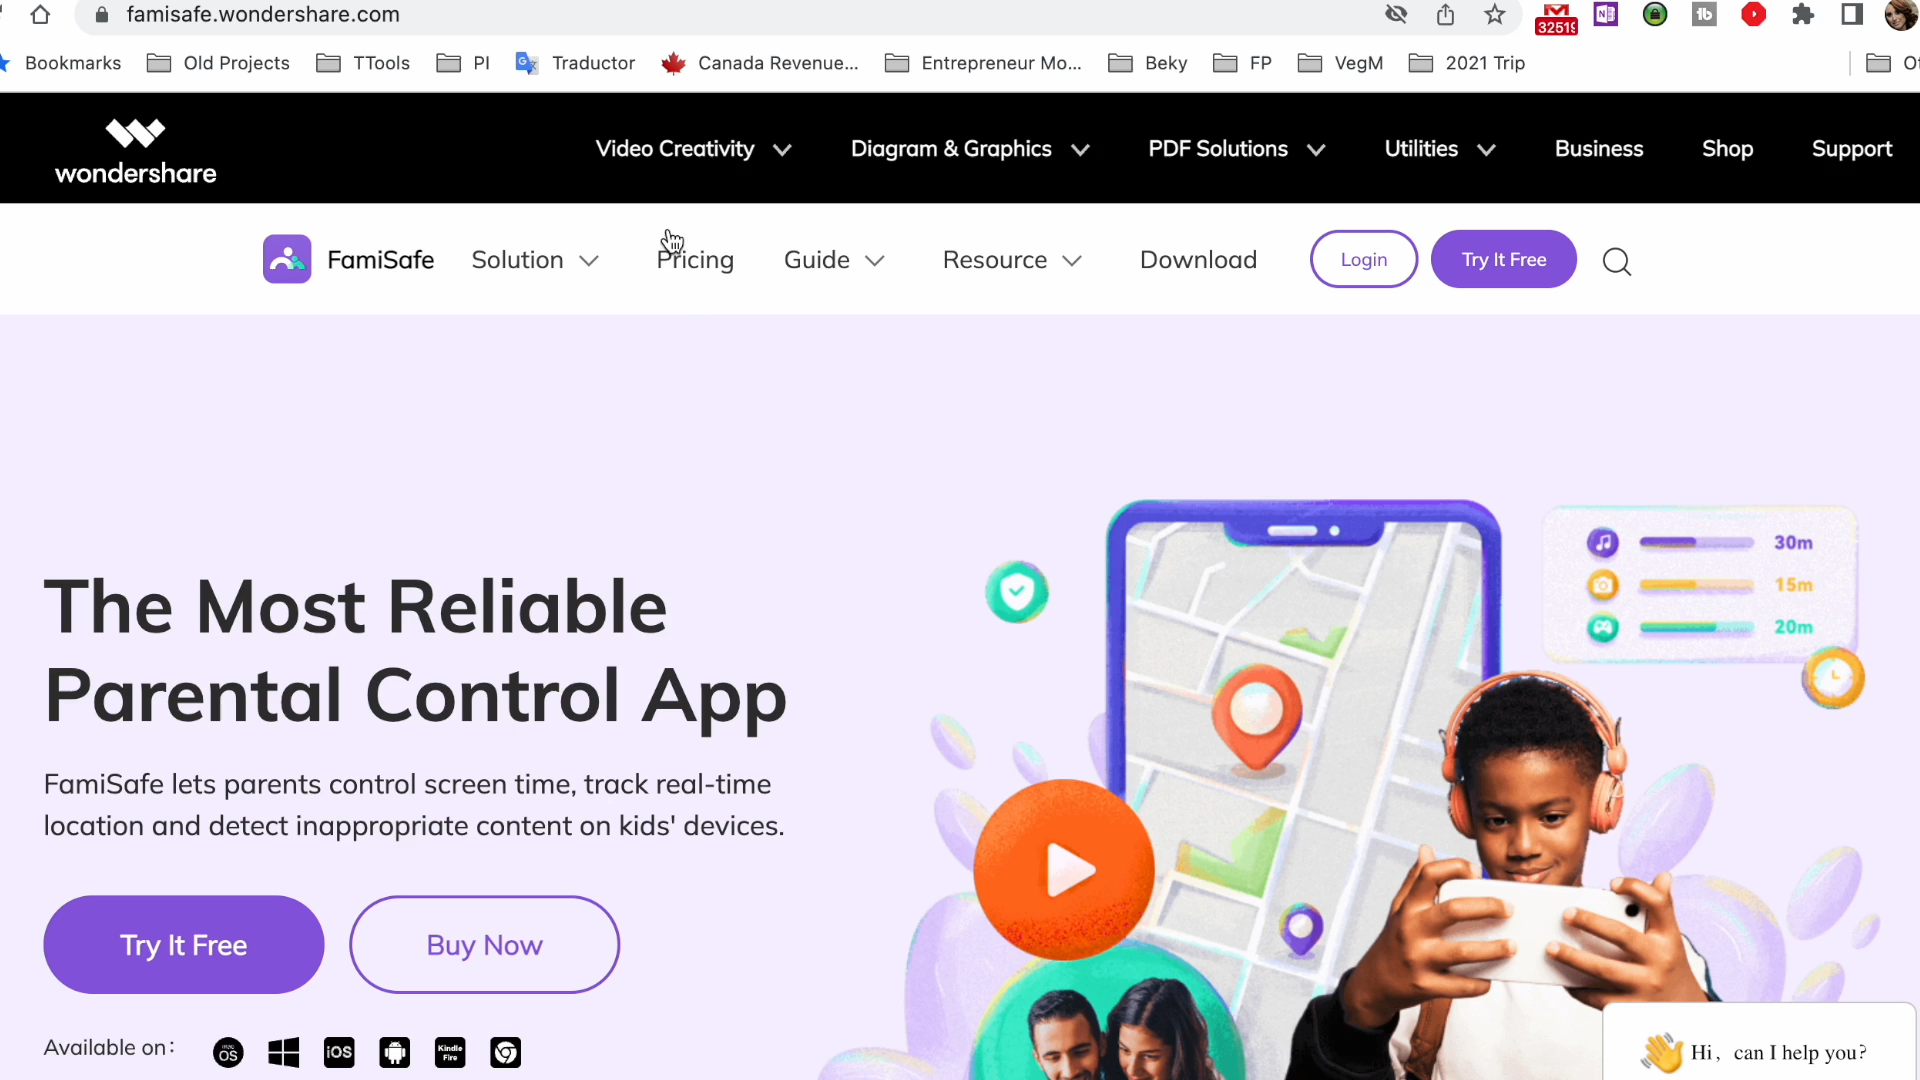 famisafe.wondershare.com
32519
Bookmarks Old Projects TTools PI Traductor Canada Revenue... Entrepreneur Mo... Beky FP VegM 2021 Trip
wondershare
Video Creativity Diagram & Graphics PDF Solutions Utilities Business Shop Support
FamiSafe Solution Pricing Guide Resource Download Login Try It Free
30m
15m
20m
The Most Reliable
Parental Control App
FamiSafe lets parents control screen time, track real-time
location and detect inappropriate content on kids' devices.
Try It Free Buy Now
Available on: macOS iOS Kindle Fire
Hi, can I help you?